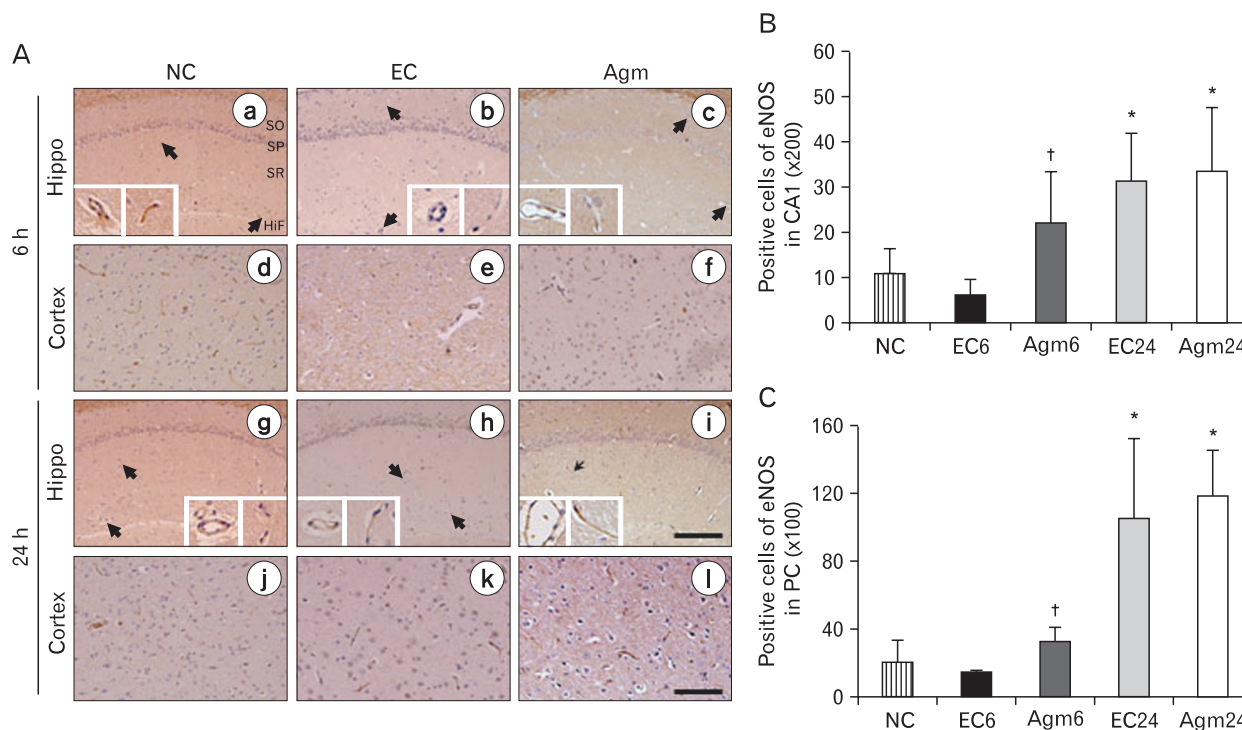 A
NC
EC
Agm
6 h
Hippo
a
SO
SP
SR
HiF
b
c
Cortex
d
e
f
24 h
Hippo
g
h
i
Cortex
j
k
l
B
Positive cells of eNOS
in CA1 (x200)
60
50
40
30
20
10
0
†
*
*
NC
EC6
Agm6
EC24
Agm24
C
Positive cells of eNOS
in PC (x100)
160
120
80
40
0
†
*
*
NC
EC6
Agm6
EC24
Agm24